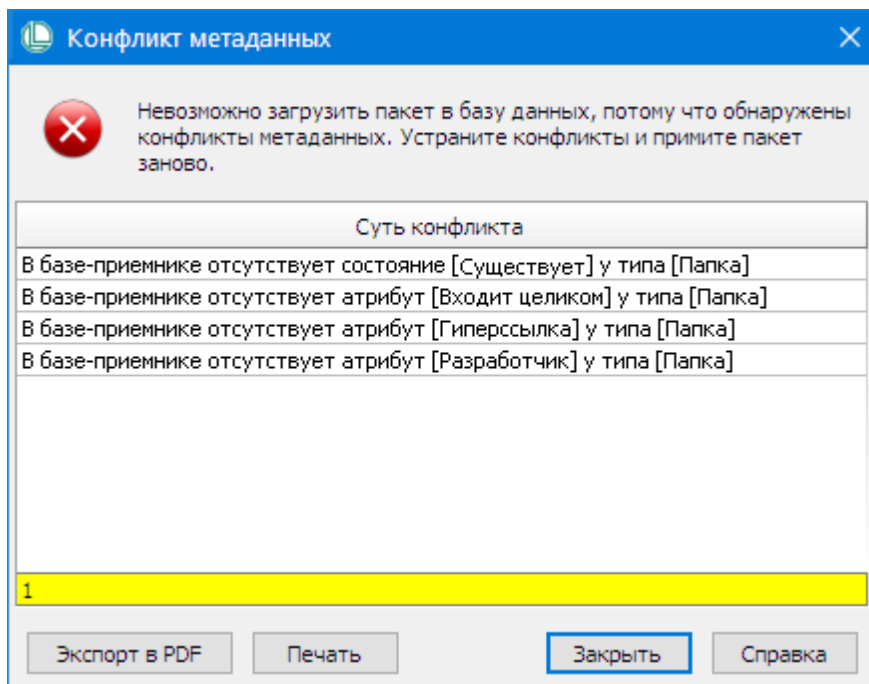 Конфликт метаданных
Невозможно загрузить пакет в базу данных, потому что обнаружены
конфликты метаданных. Устраните конфликты и примите пакет
заново.
Суть конфликта
В базе-приемнике отсутствует состояние [Существует] у типа [Папка]
В базе-приемнике отсутствует атрибут [Входит целиком] у типа [Папка]
В базе-приемнике отсутствует атрибут [Гиперссылка] у типа [Папка]
В базе-приемнике отсутствует атрибут [Разработчик] у типа [Папка]
1
Экспорт в PDF Печать Закрыть Справка